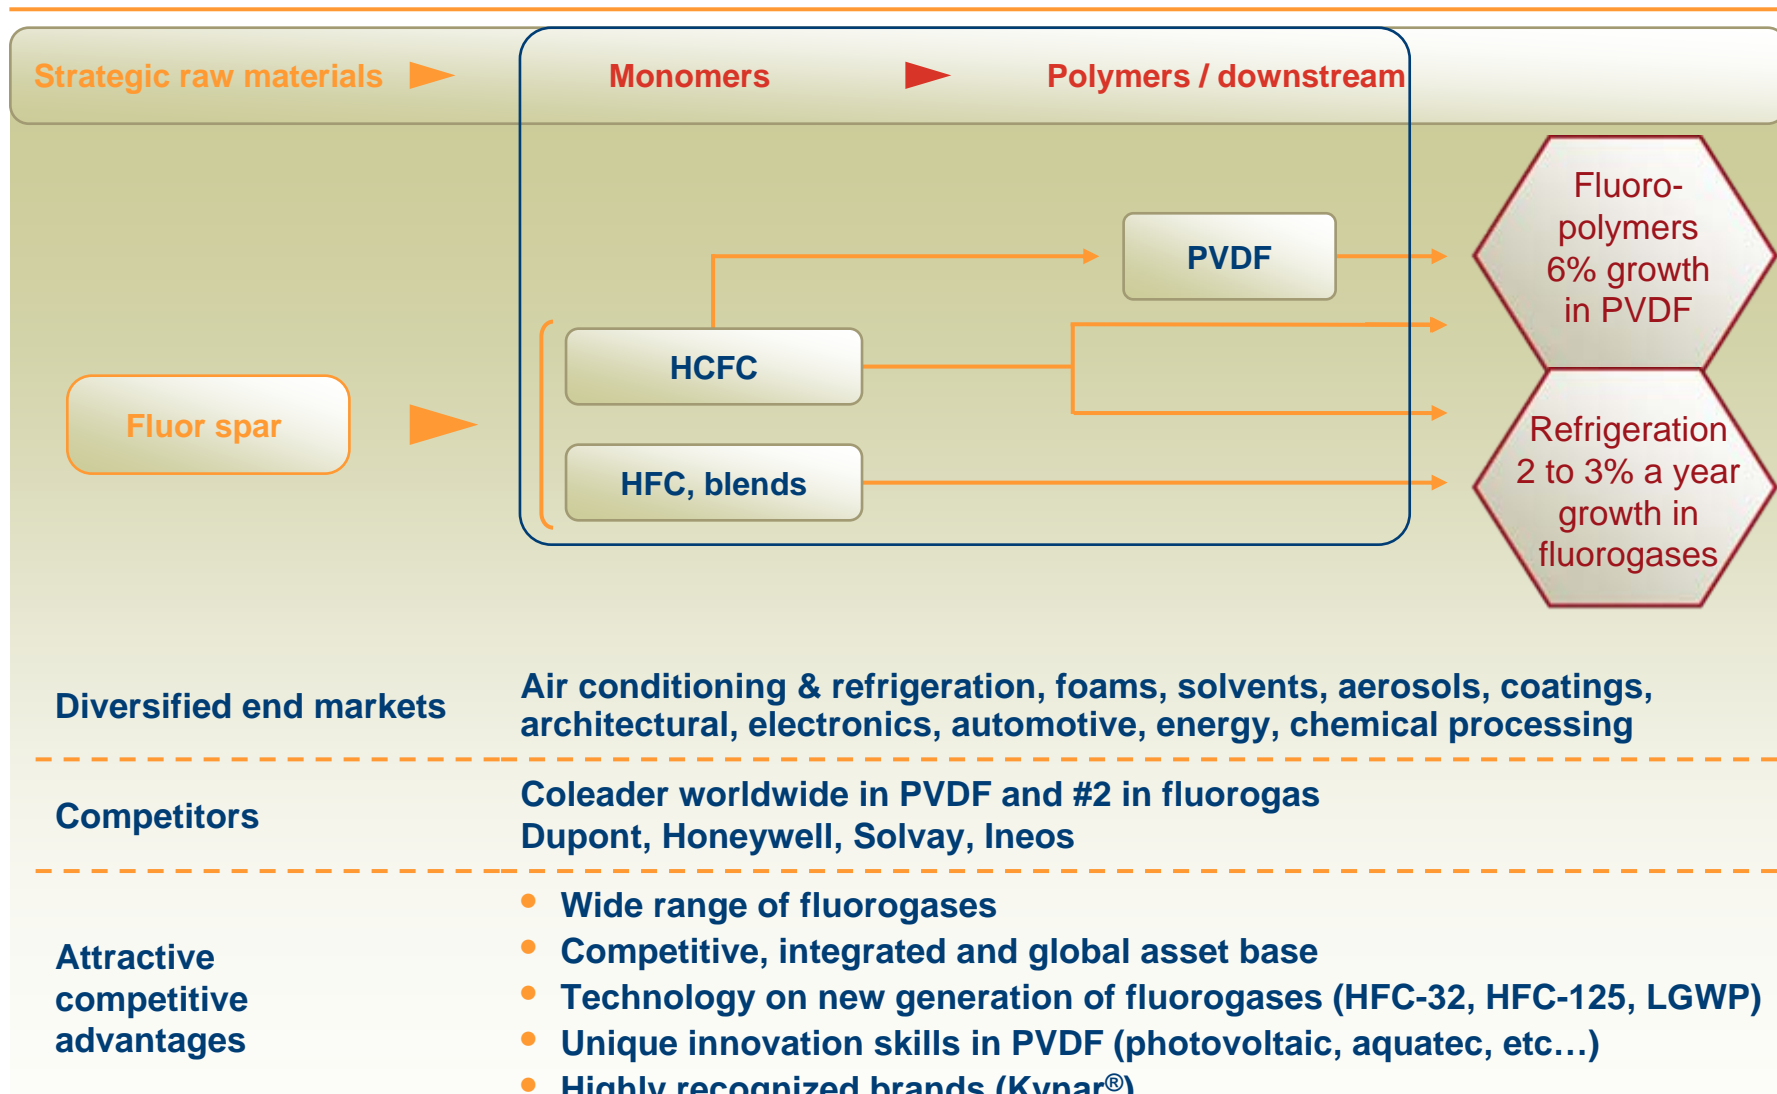 Strategic raw materials
Monomers
Polymers / downstream
Fluoro-
polymers
6% growth
in PVDF
PVDF
HCFC
Fluor spar
HFC, blends
Refrigeration
2 to 3% a year
growth in
fluorogases
Diversified end markets
Air conditioning & refrigeration, foams, solvents, aerosols, coatings,
architectural, electronics, automotive, energy, chemical processing
Competitors
Coleader worldwide in PVDF and #2 in fluorogas
Dupont, Honeywell, Solvay, Ineos
Attractive
competitive
advantages
• Wide range of fluorogases
• Competitive, integrated and global asset base
• Technology on new generation of fluorogases (HFC-32, HFC-125, LGWP)
• Unique innovation skills in PVDF (photovoltaic, aquatec, etc…)
• Highly recognized brands (Kynar®)